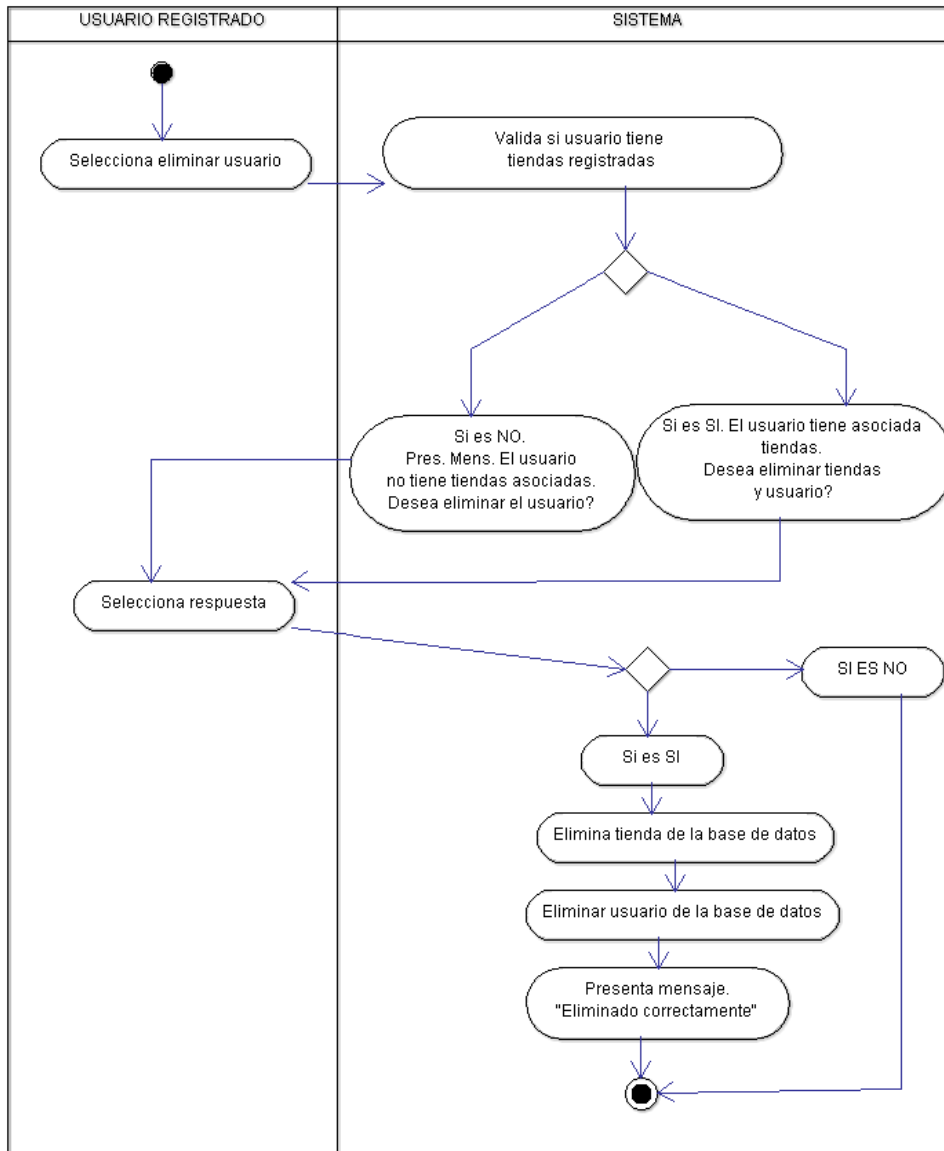 USUARIO REGISTRADO
SISTEMA
Selecciona eliminar usuario
Valida si usuario tiene
tiendas registradas
Si es NO.
Pres. Mens. El usuario
no tiene tiendas asociadas.
Desea eliminar el usuario?
Si es SI. El usuario tiene asociada
tiendas.
Desea eliminar tiendas
y usuario?
Selecciona respuesta
SI ES NO
Si es SI
Elimina tienda de la base de datos
Eliminar usuario de la base de datos
Presenta mensaje.
"Eliminado correctamente"